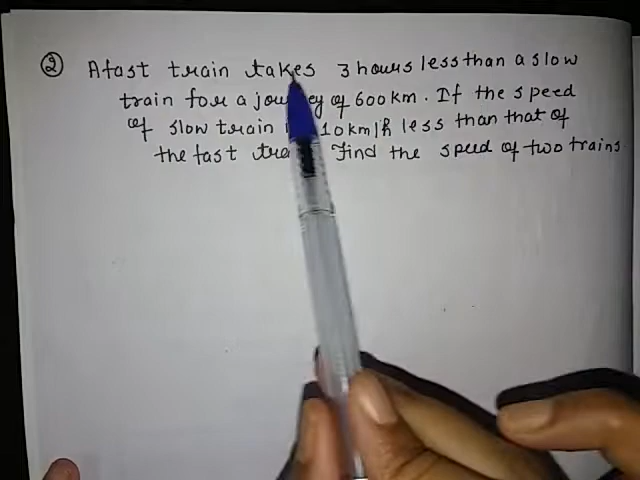 ② A fast train takes 3 hours less than a slow
train for a jou ey of 600 km. If the speed
of slow train 10 km/h less than that of
the fast tra Find the speed of two trains